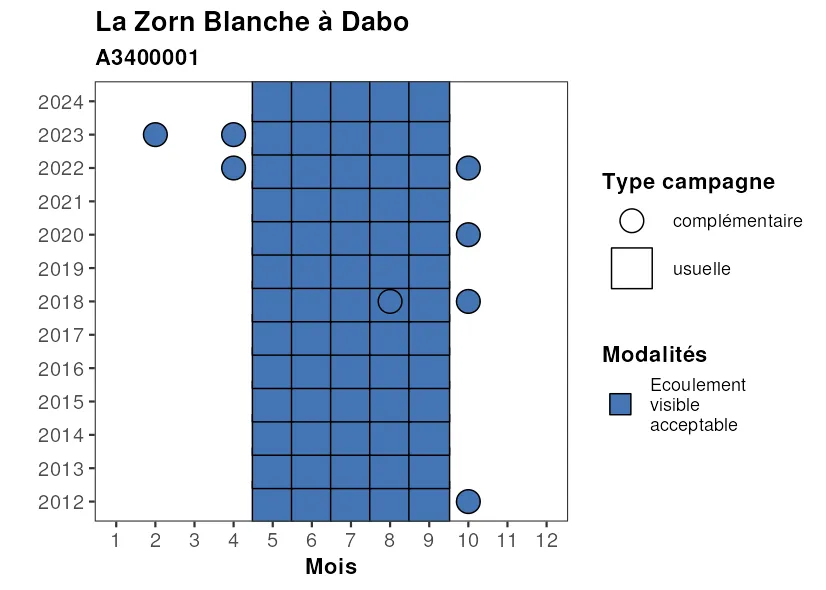 La Zorn Blanche à Dabo
A3400001
2024
2023
2022
2021
2020
2019
2018
2017
2016
2015
2014
2013
2012
1 2 3 4 5 6 7 8 9 10 11 12
Mois
Type campagne
complémentaire
usuelle
Modalités
Ecoulement
visible
acceptable